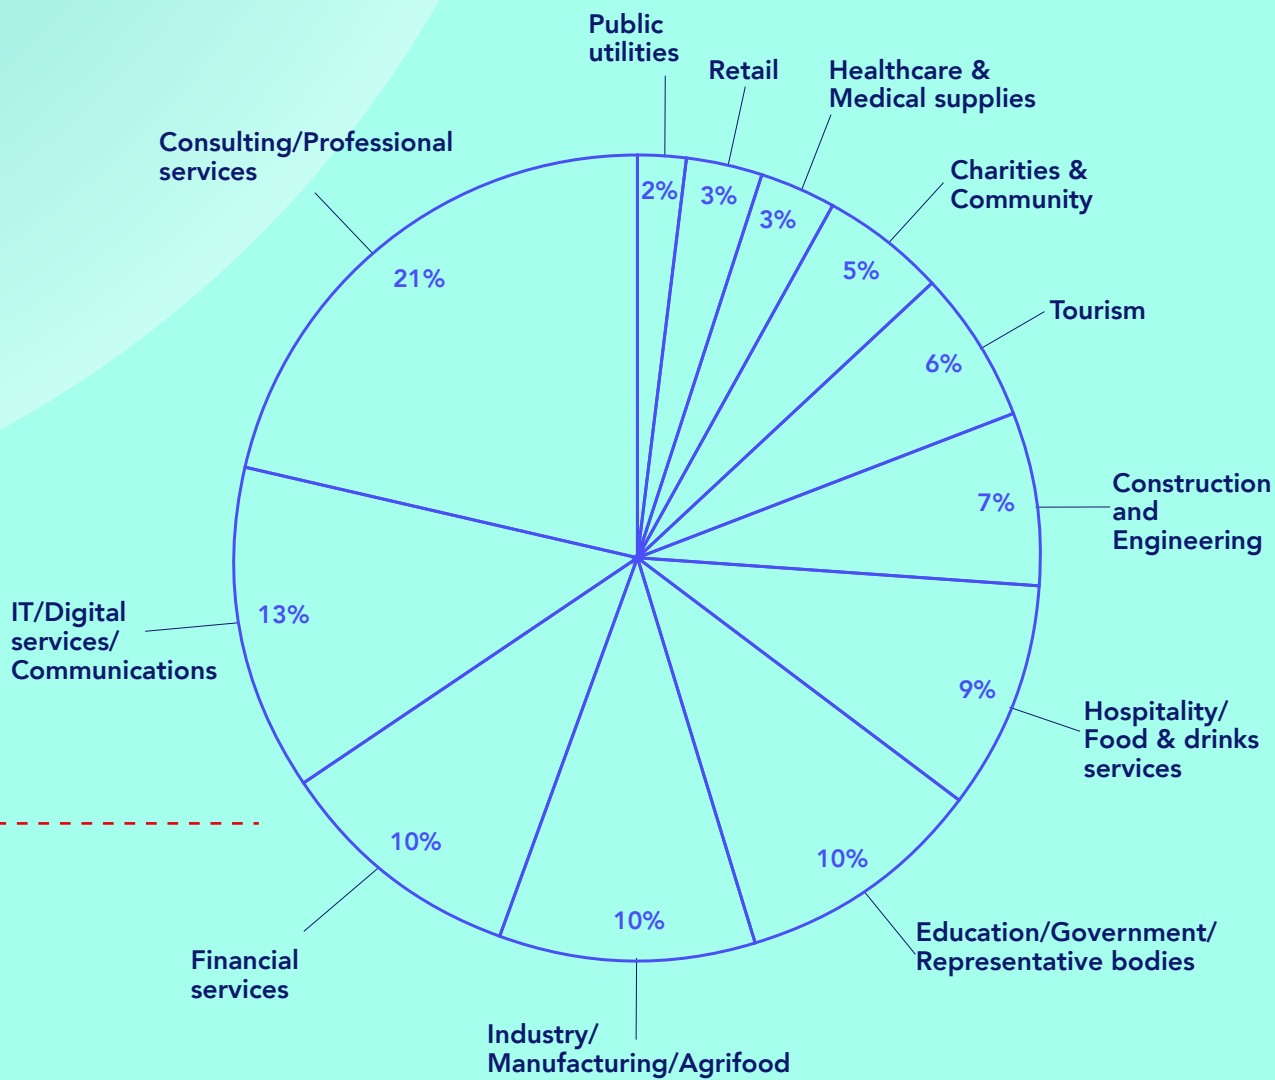 Public
utilities
2%
Retail
3%
Healthcare &
Medical supplies
3%
Charities &
Community
5%
Tourism
6%
Construction
and
Engineering
7%
Hospitality/
Food & drinks
services
9%
Education/Government/
Representative bodies
10%
Industry/
Manufacturing/Agrifood
10%
Financial
services
10%
IT/Digital
services/
Communications
13%
Consulting/Professional
services
21%